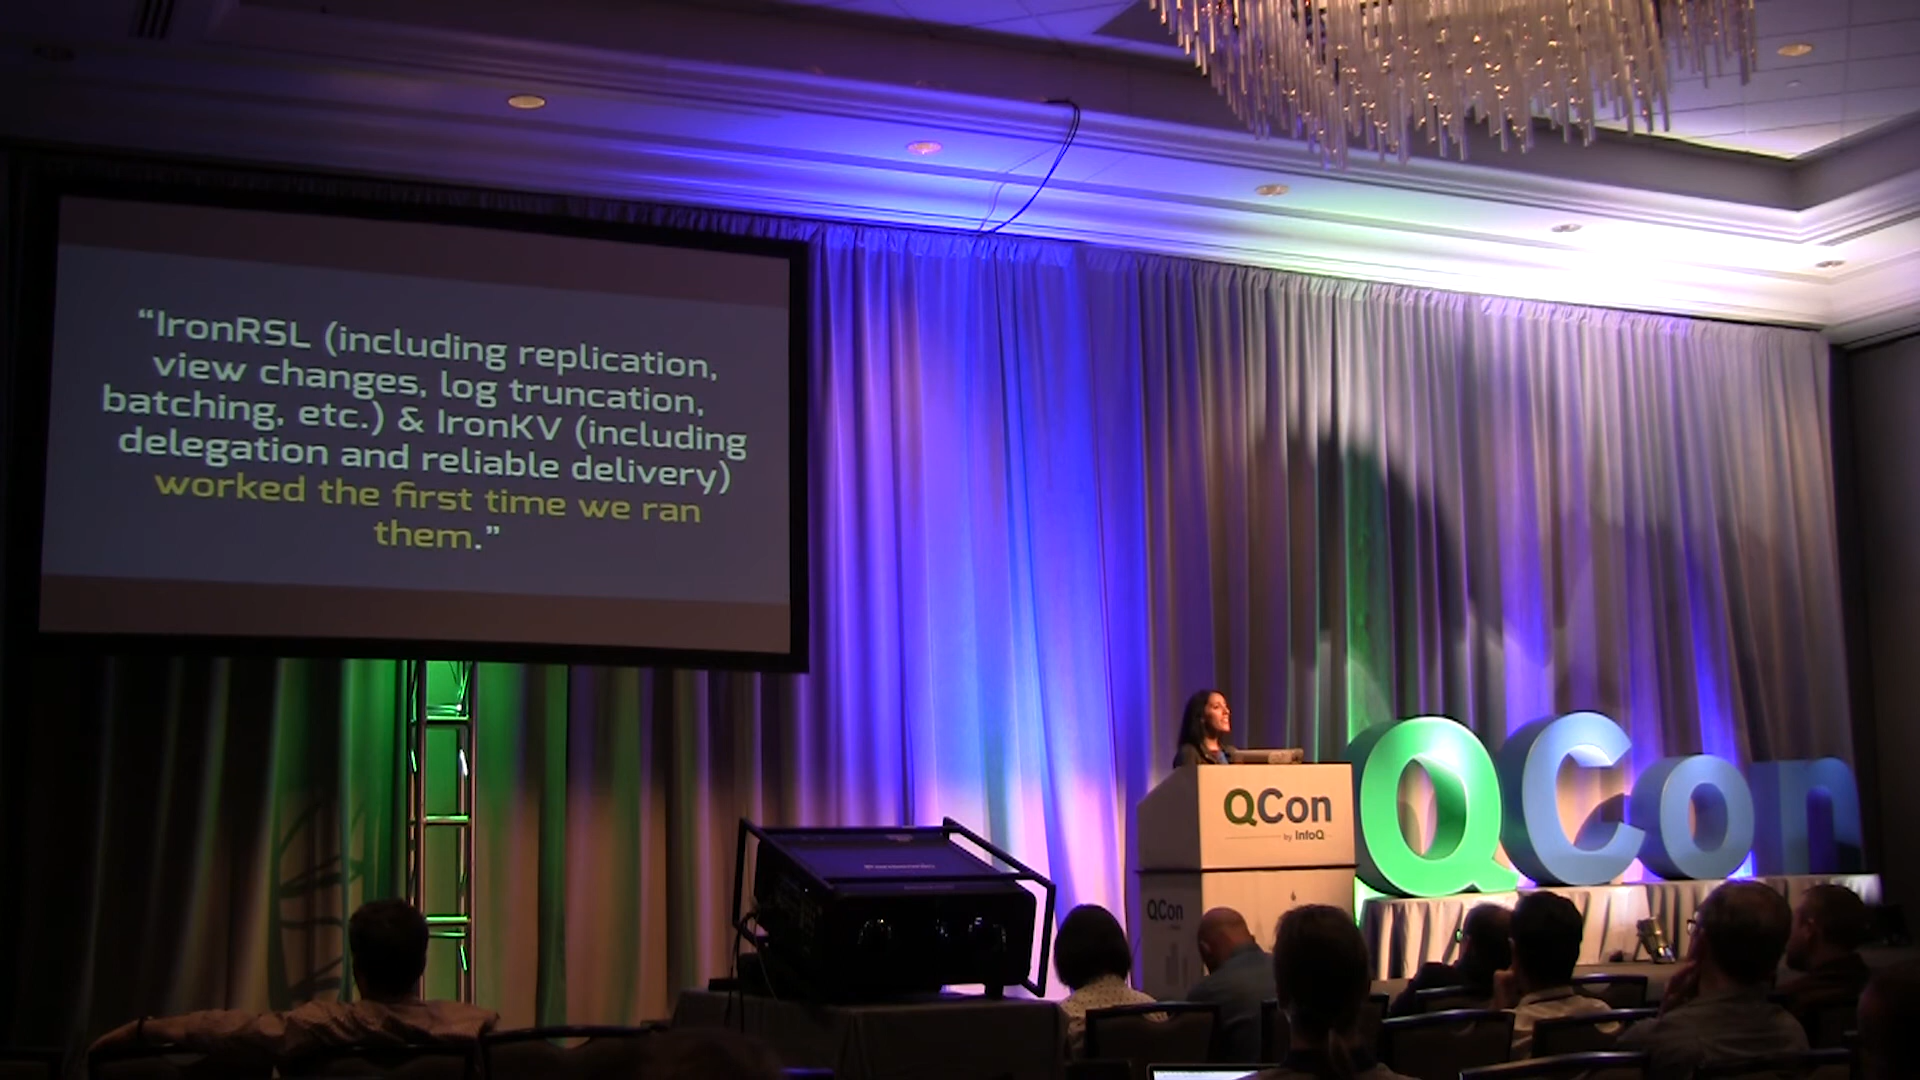 “IronRSL (including replication,
view changes, log truncation,
batching, etc.) & IronKV (including
delegation and reliable delivery)
worked the first time we ran
them.”
QCon
by InfoQ
QCon
QCon